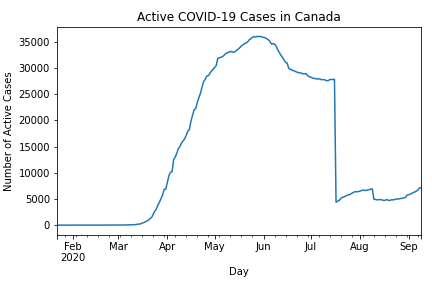 Active COVID-19 Cases in Canada
Number of Active Cases
35000
30000
25000
20000
15000
10000
5000
0
Feb Mar Apr May Jun Jul Aug Sep
2020
Day